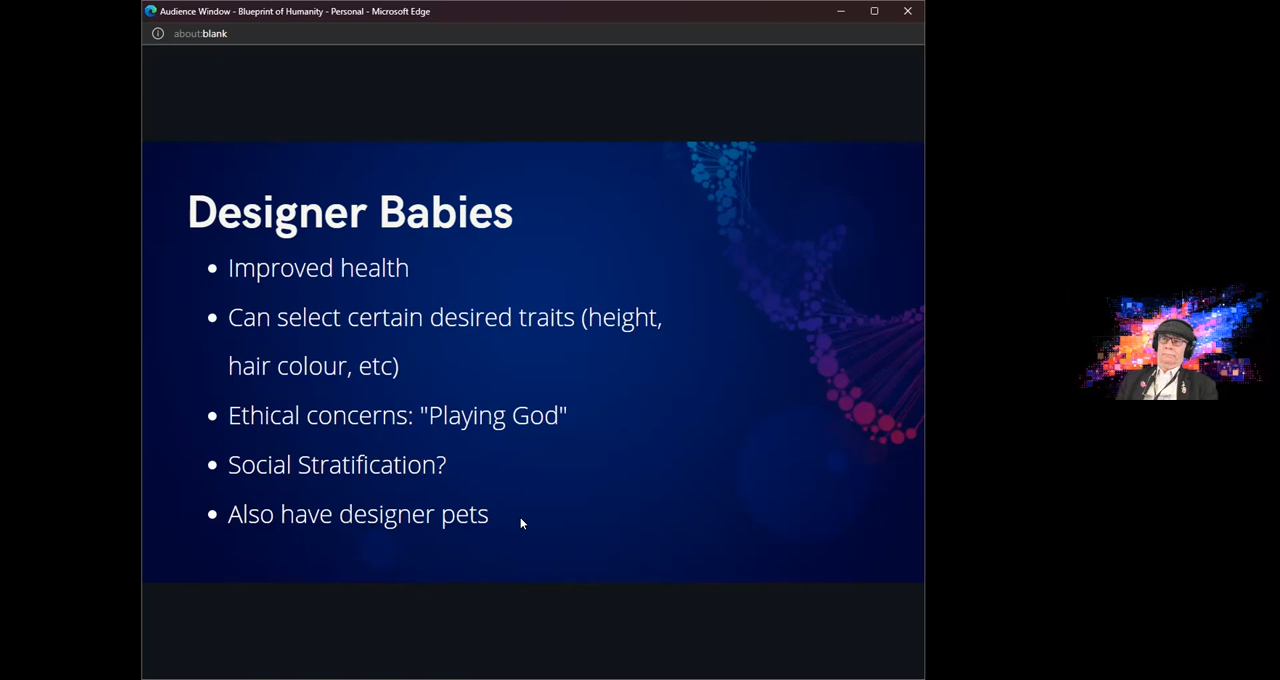 Audience Window - Blueprint of Humanity - Personal - Microsoft Edge
about:blank
Designer Babies
• Improved health
• Can select certain desired traits (height,
hair colour, etc)
• Ethical concerns: "Playing God"
• Social Stratification?
• Also have designer pets